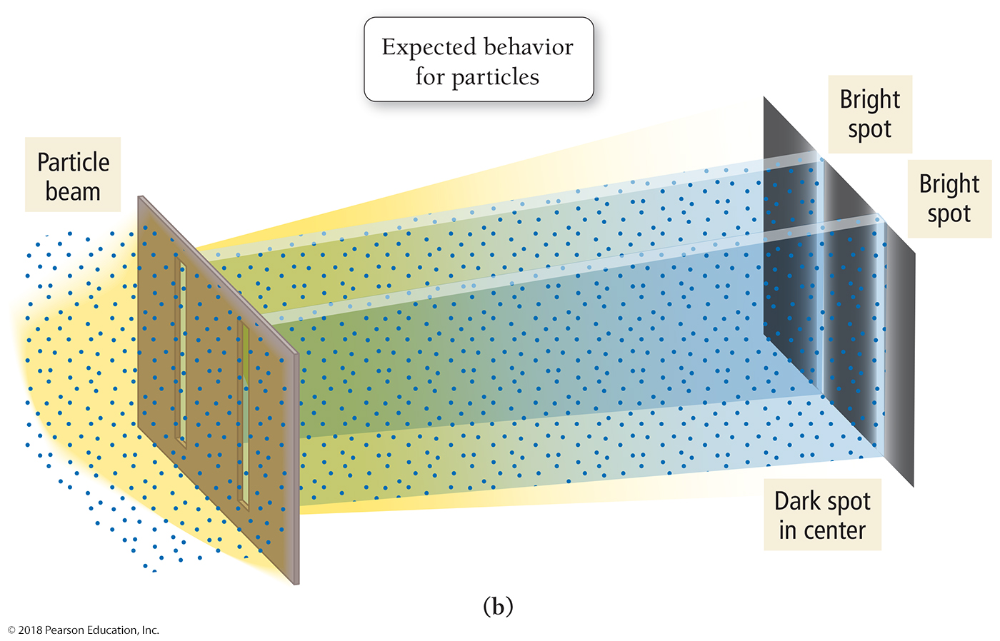 Expected behavior
for particles
Bright
spot
Particle
beam
Bright
spot
Dark spot
in center
(b)
© 2018 Pearson Education, Inc.